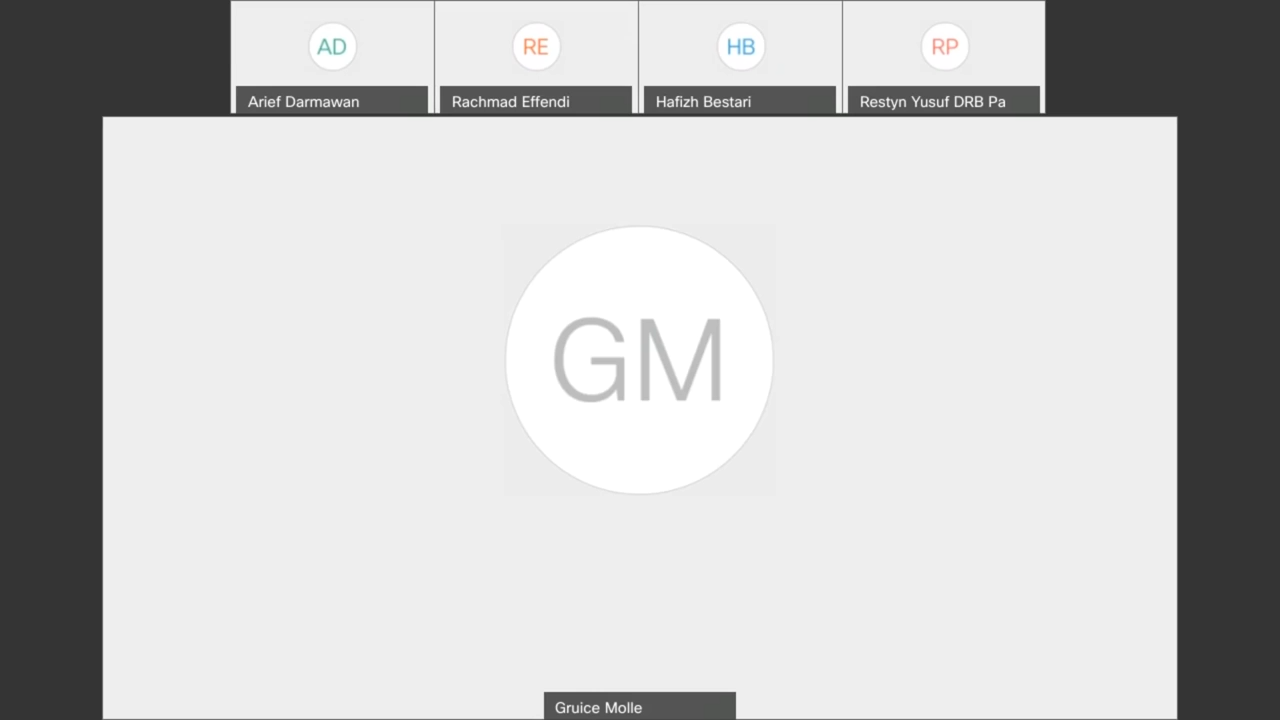 AD
RE
HB
RP
Arief Darmawan
Rachmad Effendi
Hafizh Bestari
Restyn Yusuf DRB Pa
GM
Gruice Molle